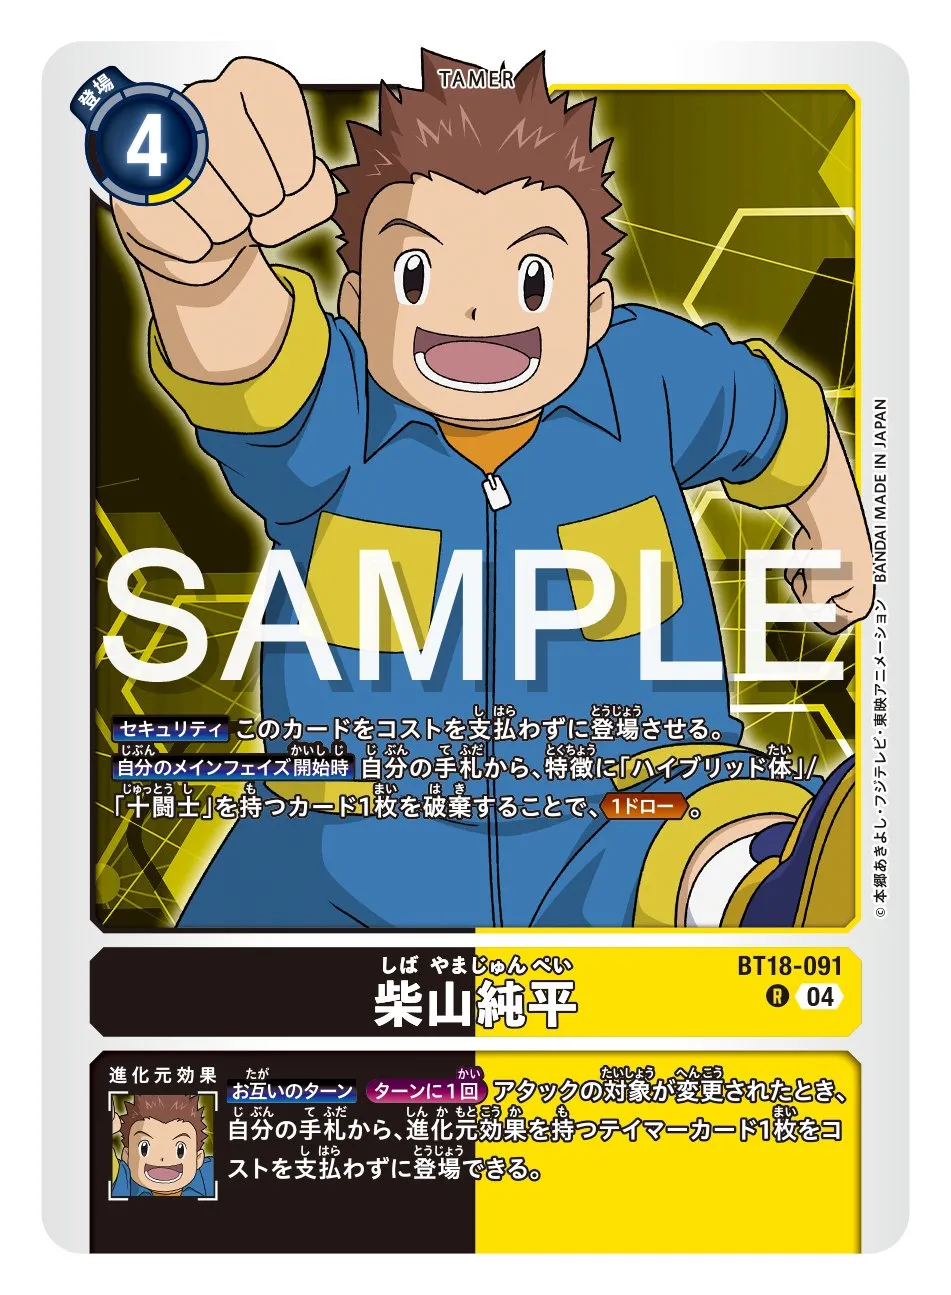 TAMER
登場
4
SAMPLE
セキュリティ このカードをコストを支払わずに登場させる。
自分のメインフェイズ開始時 自分の手札から、特徴に「ハイブリッド体」/
「十闘士」を持つカード1枚を破棄することで、1ドロー。
©本郷あきよし・フジテレビ・東映アニメーション BANDAI MADE IN JAPAN
しばやまじゅんぺい
柴山純平
BT18-091
R 04
進化元効果
お互いのターン ターンに1回 アタックの対象が変更されたとき、
自分の手札から、進化元効果を持つテイマーカード1枚をコ
ストを支払わずに登場できる。